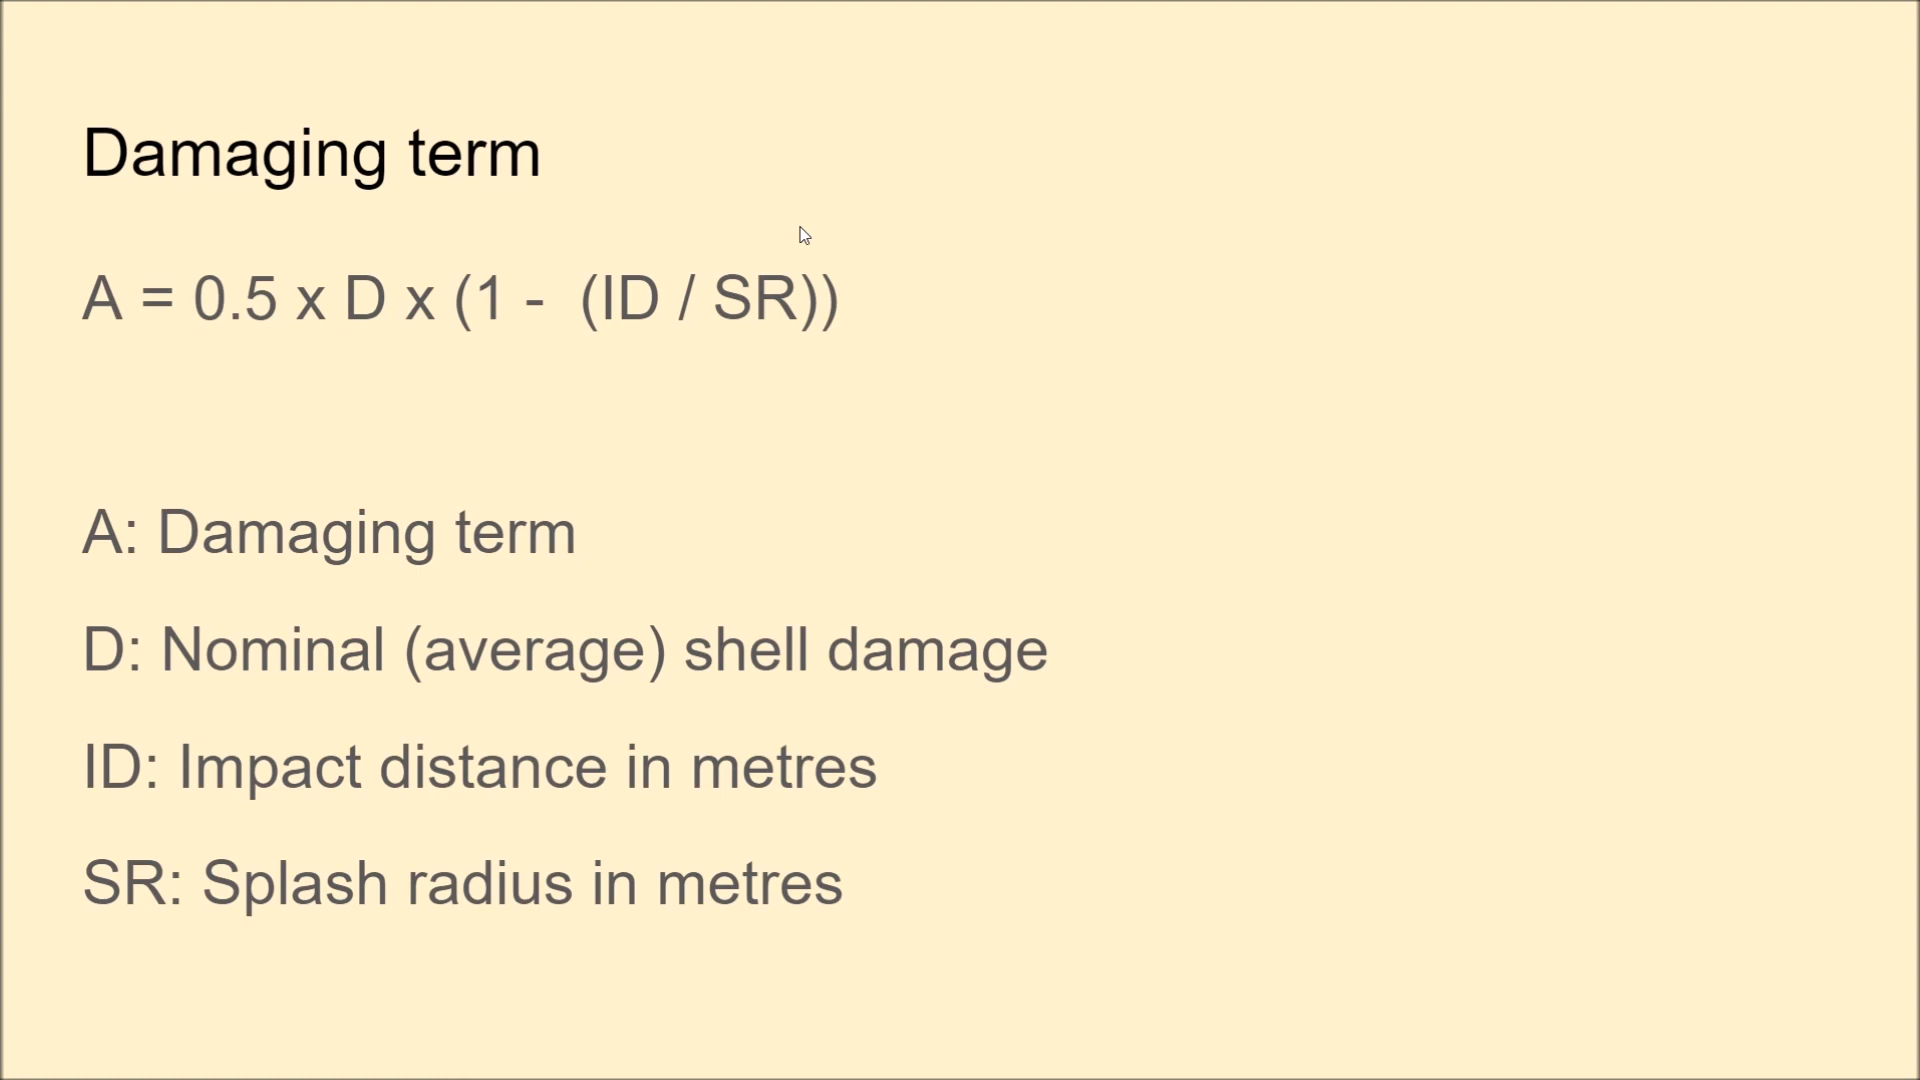 Damaging term
A = 0.5 x D x (1 -  (ID / SR))
A: Damaging term
D: Nominal (average) shell damage
ID: Impact distance in metres
SR: Splash radius in metres